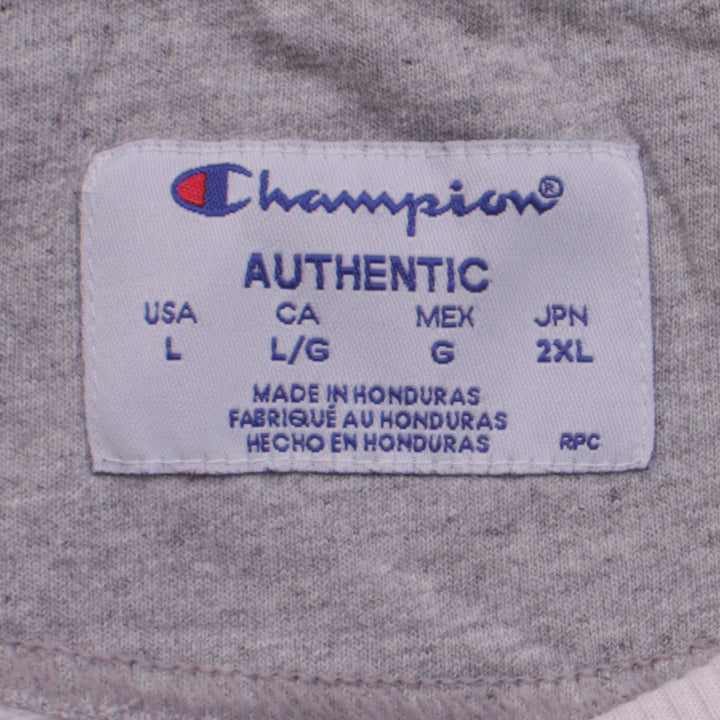 Champion®
AUTHENTIC
USA CA MEX JPN
L L/G G 2XL
MADE IN HONDURAS
FABRIQUÉ AU HONDURAS
HECHO EN HONDURAS RPC